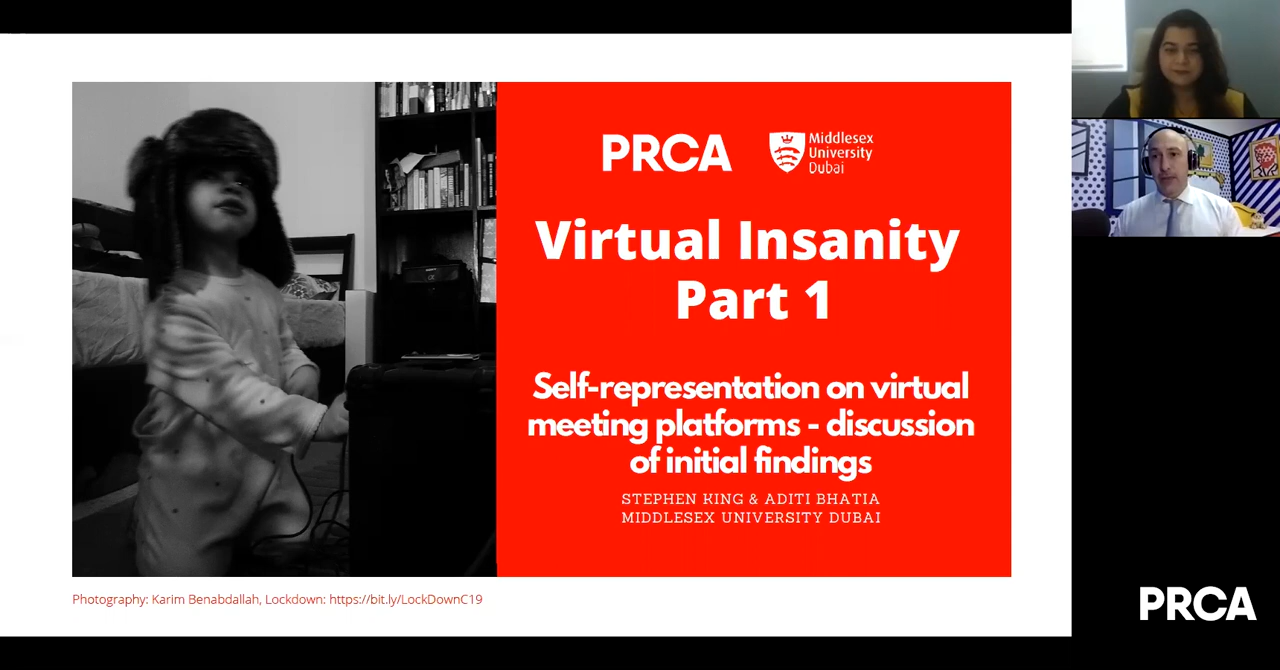 PRCA
Middlesex
University
Dubai
Virtual Insanity
Part 1
Self-representation on virtual
meeting platforms - discussion
of initial findings
STEPHEN KING & ADITI BHATIA
MIDDLESEX UNIVERSITY DUBAI
Photography: Karim Benabdallah, Lockdown: https://bit.ly/LockDownC19
PRCA